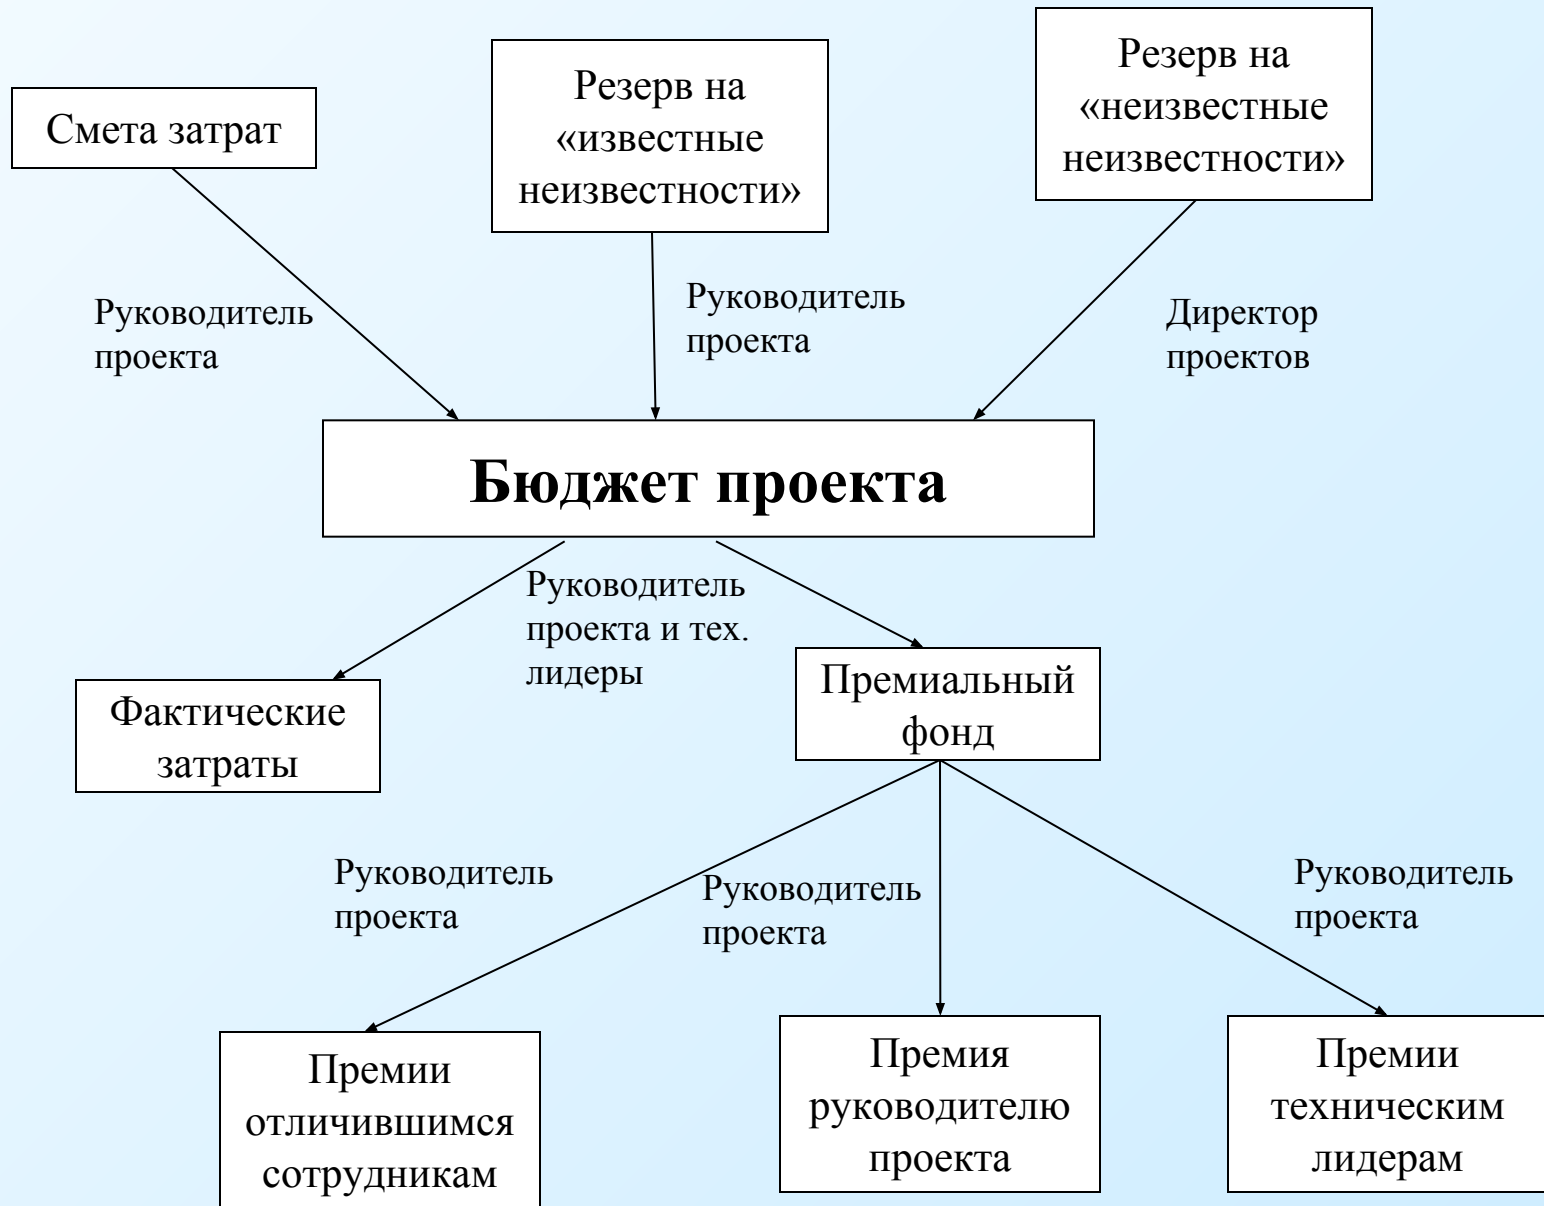 Смета затрат
Резерв на
«известные
неизвестности»
Резерв на
«неизвестные
неизвестности»
Руководитель
проекта
Руководитель
проекта
Директор
проектов
Бюджет проекта
Руководитель
проекта и тех.
лидеры
Фактические
затраты
Премиальный
фонд
Руководитель
проекта
Руководитель
проекта
Руководитель
проекта
Премии
отличившимся
сотрудникам
Премия
руководителю
проекта
Премии
техническим
лидерам